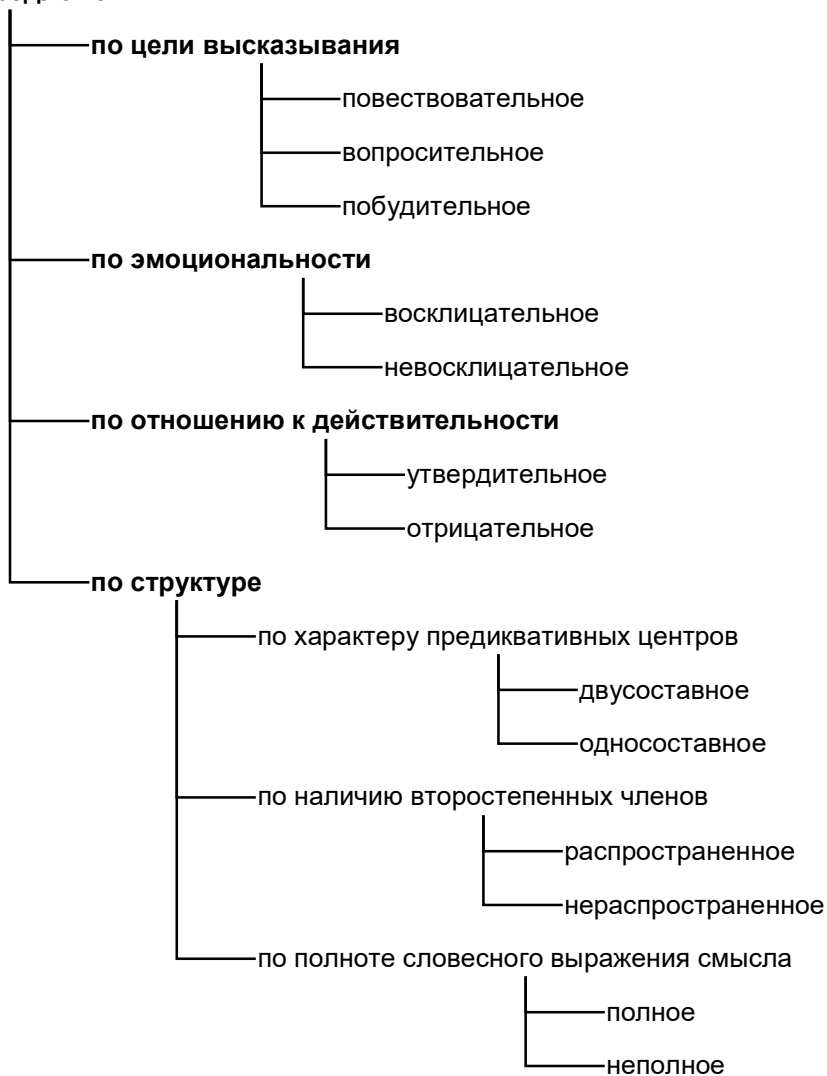 по цели высказывания
повествовательное
вопросительное
побудительное
по эмоциональности
восклицательное
невосклицательное
по отношению к действительности
утвердительное
отрицательное
по структуре
по характеру предиквативных центров
двусоставное
односоставное
по наличию второстепенных членов
распространенное
нераспространенное
по полноте словесного выражения смысла
полное
неполное